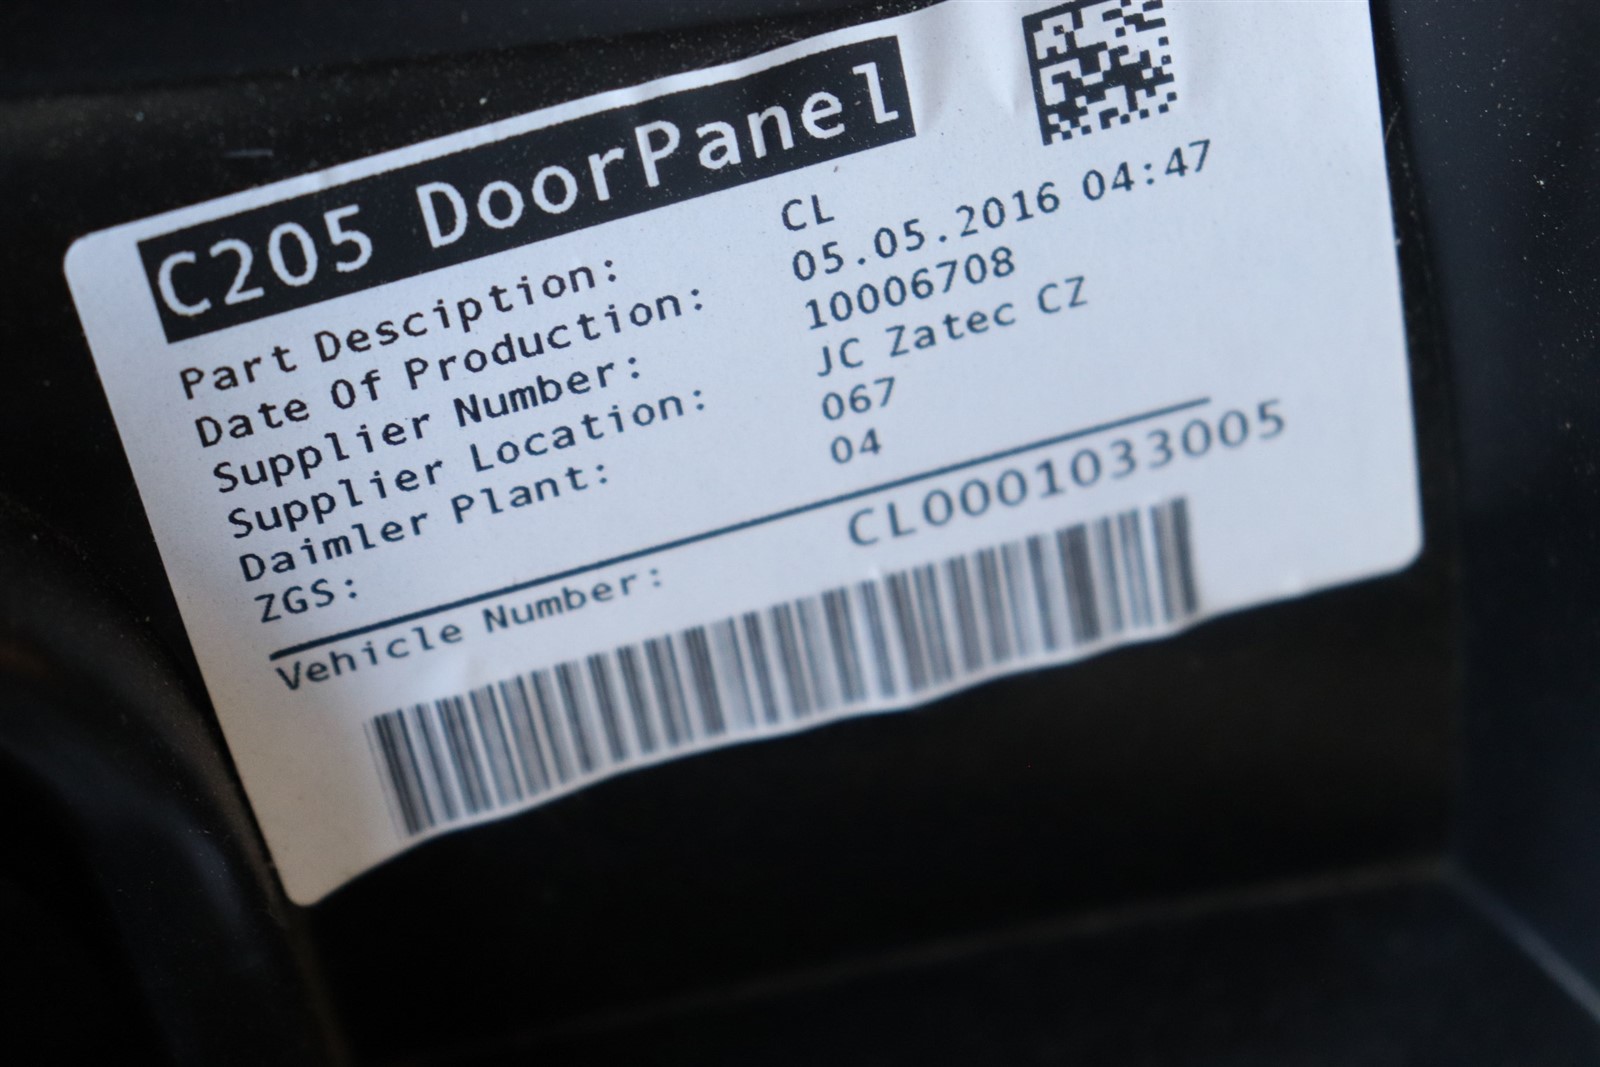 C205 DoorPanel
Part Desciption: CL
Date Of Production: 05.05.2016 04:47
Supplier Number: 10006708
Supplier Location: JC Zatec CZ
Daimler Plant: 067
ZGS: 04
Vehicle Number: CL0001033005